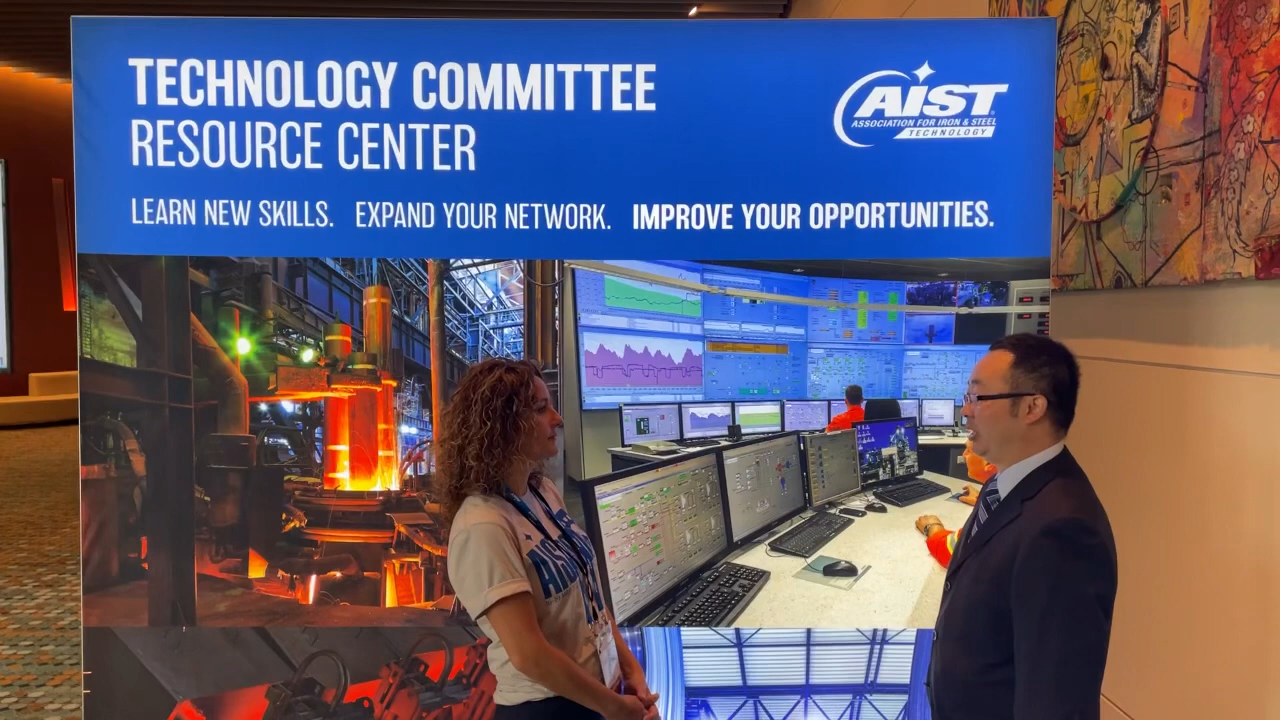 TECHNOLOGY COMMITTEE
RESOURCE CENTER
LEARN NEW SKILLS. EXPAND YOUR NETWORK. IMPROVE YOUR OPPORTUNITIES.
AIST
ASSOCIATION FOR IRON & STEEL
TECHNOLOGY
AIST